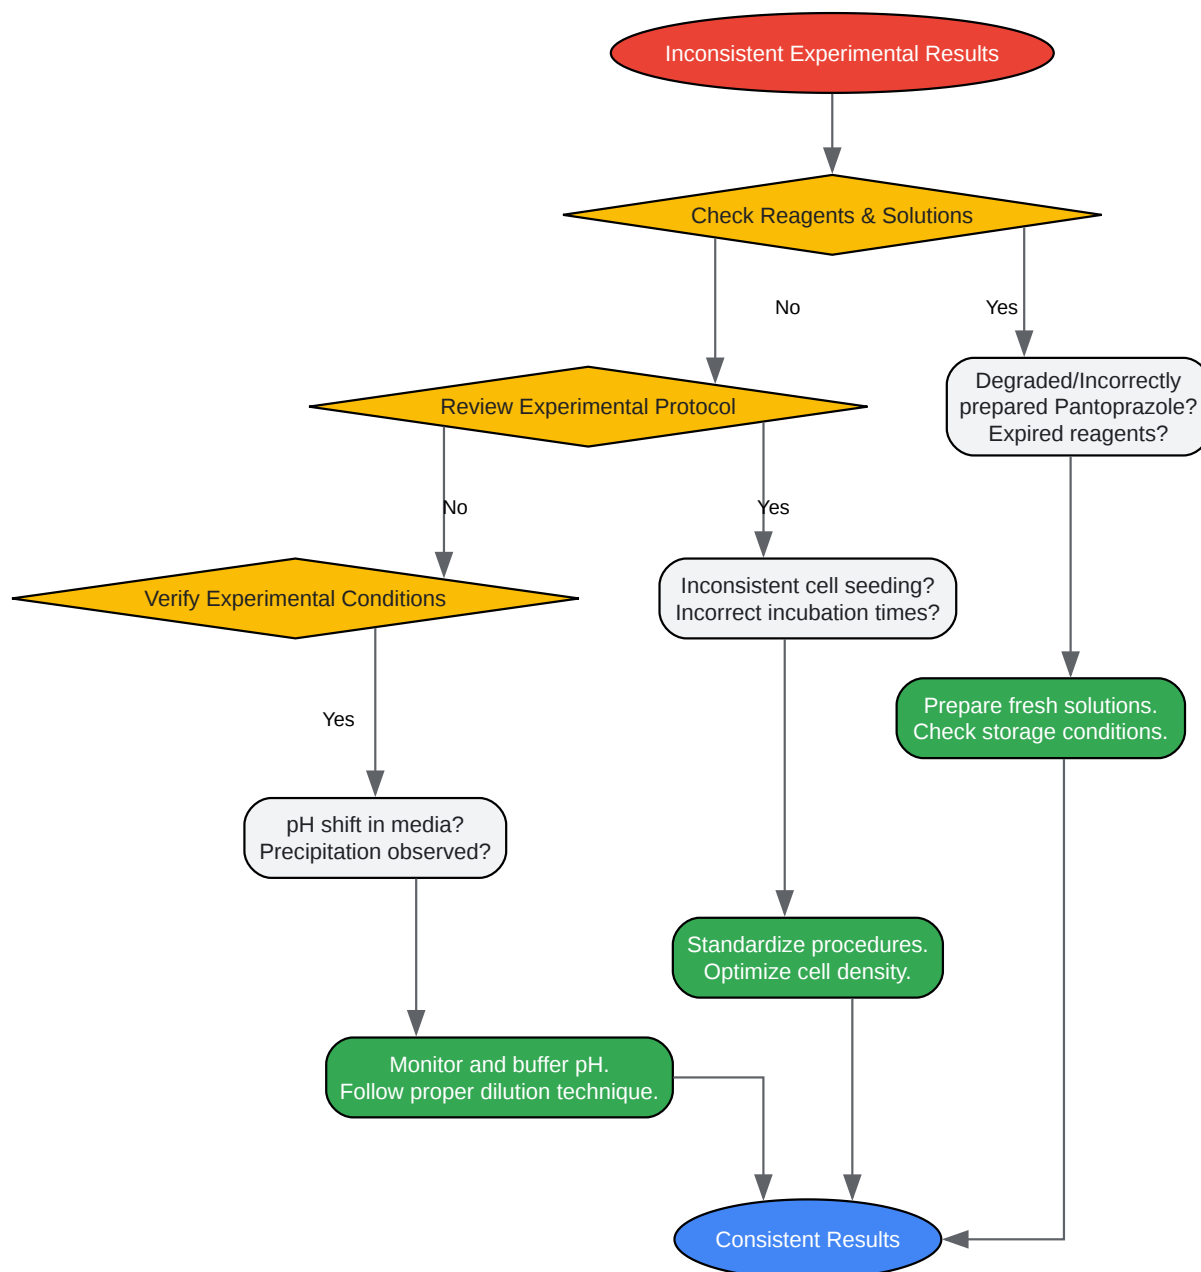 Inconsistent Experimental Results
Check Reagents & Solutions
No
Yes
Degraded/Incorrectly
prepared Pantoprazole?
Expired reagents?
Review Experimental Protocol
No
Yes
Inconsistent cell seeding?
Incorrect incubation times?
Verify Experimental Conditions
Yes
Prepare fresh solutions.
Check storage conditions.
pH shift in media?
Precipitation observed?
Standardize procedures.
Optimize cell density.
Monitor and buffer pH.
Follow proper dilution technique.
Consistent Results